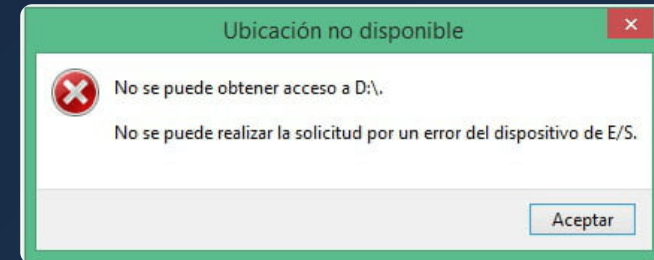 Ubicación no disponible
No se puede obtener acceso a D:\.
No se puede realizar la solicitud por un error del dispositivo de E/S.
Aceptar